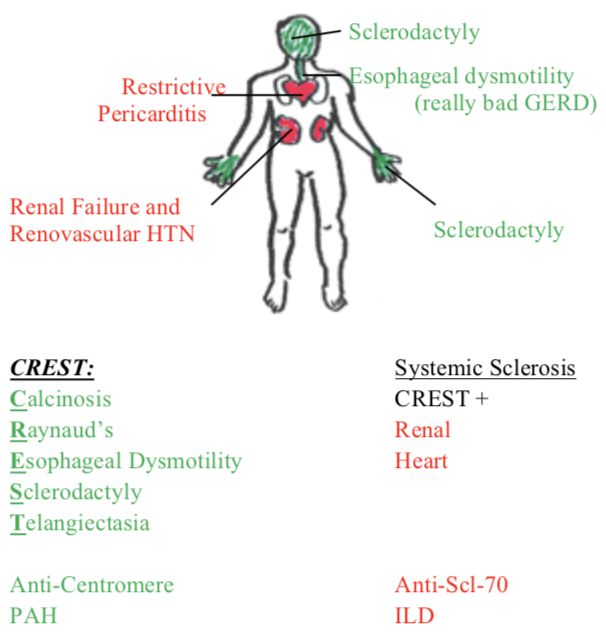 Sclerodactyly
Esophageal dysmotility
(really bad GERD)
Restrictive
Pericarditis
Renal Failure and
Renovascular HTN
Sclerodactyly
CREST:
Calcinosis
Raynaud's
Esophageal Dysmotility
Sclerodactyly
Telangiectasia
Anti-Centromere
PAH
Systemic Sclerosis
CREST +
Renal
Heart
Anti-Scl-70
ILD